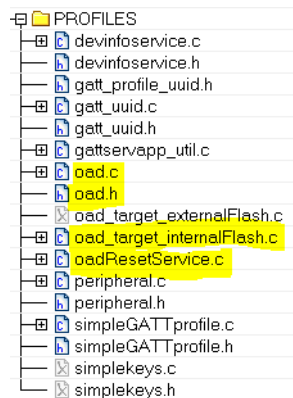 PROFILES
devinfoservice.c
devinfoservice.h
gatt_profile_uuid.h
gatt_uuid.c
gatt_uuid.h
gattservapp_util.c
oad.c
oad.h
oad_target_externalFlash.c
oad_target_internalFlash.c
oadResetService.c
peripheral.c
peripheral.h
simpleGATTprofile.c
simpleGATTprofile.h
simplekeys.c
simplekeys.h